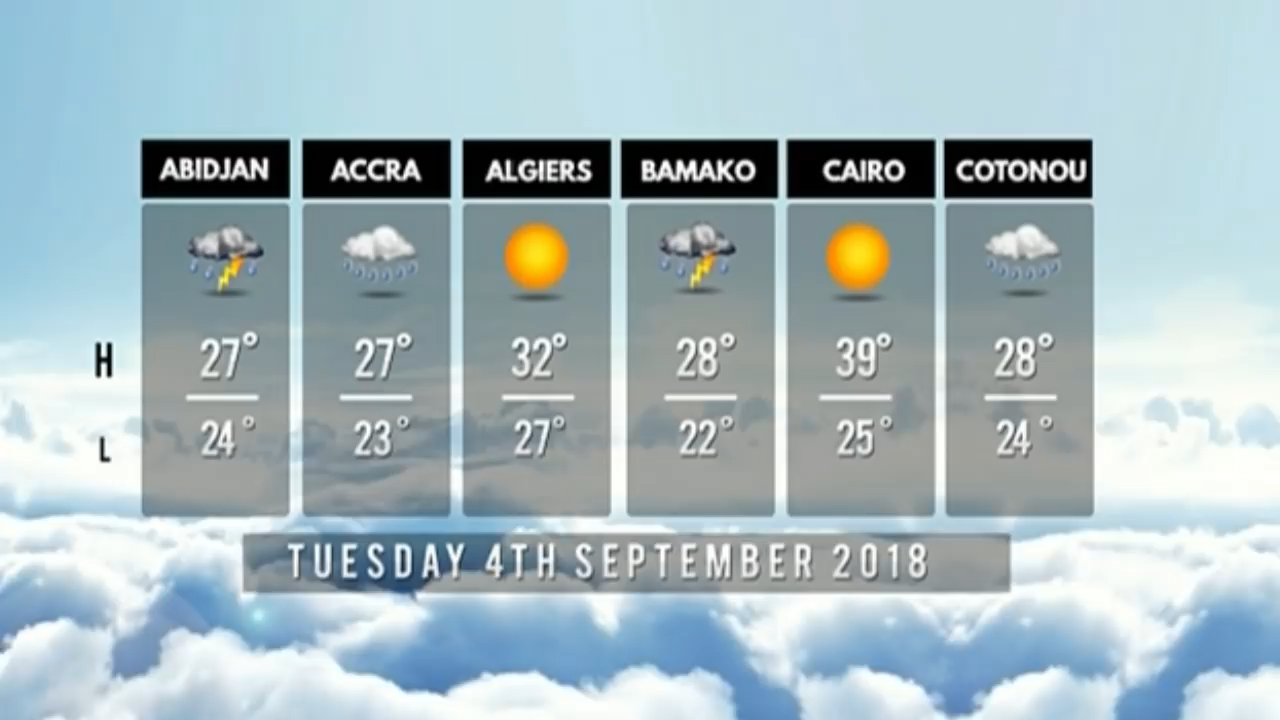 ABIDJAN ACCRA ALGIERS BAMAKO CAIRO COTONOU
H 27° 27° 32° 28° 39° 28°
L 24° 23° 27° 22° 25° 24°
TUESDAY 4TH SEPTEMBER 2018